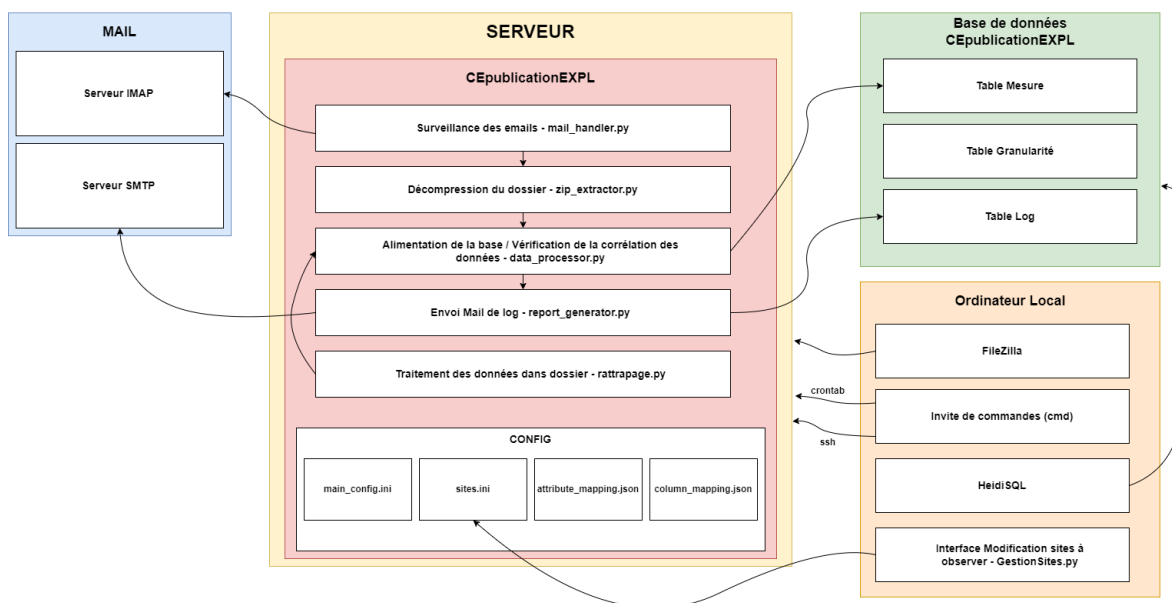 MAIL
Serveur IMAP
Serveur SMTP
SERVEUR
CEpublicationEXPL
Surveillance des emails - mail_handler.py
Décompression du dossier - zip_extractor.py
Alimentation de la base / Vérification de la corrélation des
données - data_processor.py
Envoi Mail de log - report_generator.py
Traitement des données dans dossier - rattrapage.py
CONFIG
main_config.ini
sites.ini
attribute_mapping.json
column_mapping.json
Base de données
CEpublicationEXPL
Table Mesure
Table Granularité
Table Log
Ordinateur Local
FileZilla
crontab
Invite de commandes (cmd)
ssh
HeidiSQL
Interface Modification sites à
observer - GestionSites.py